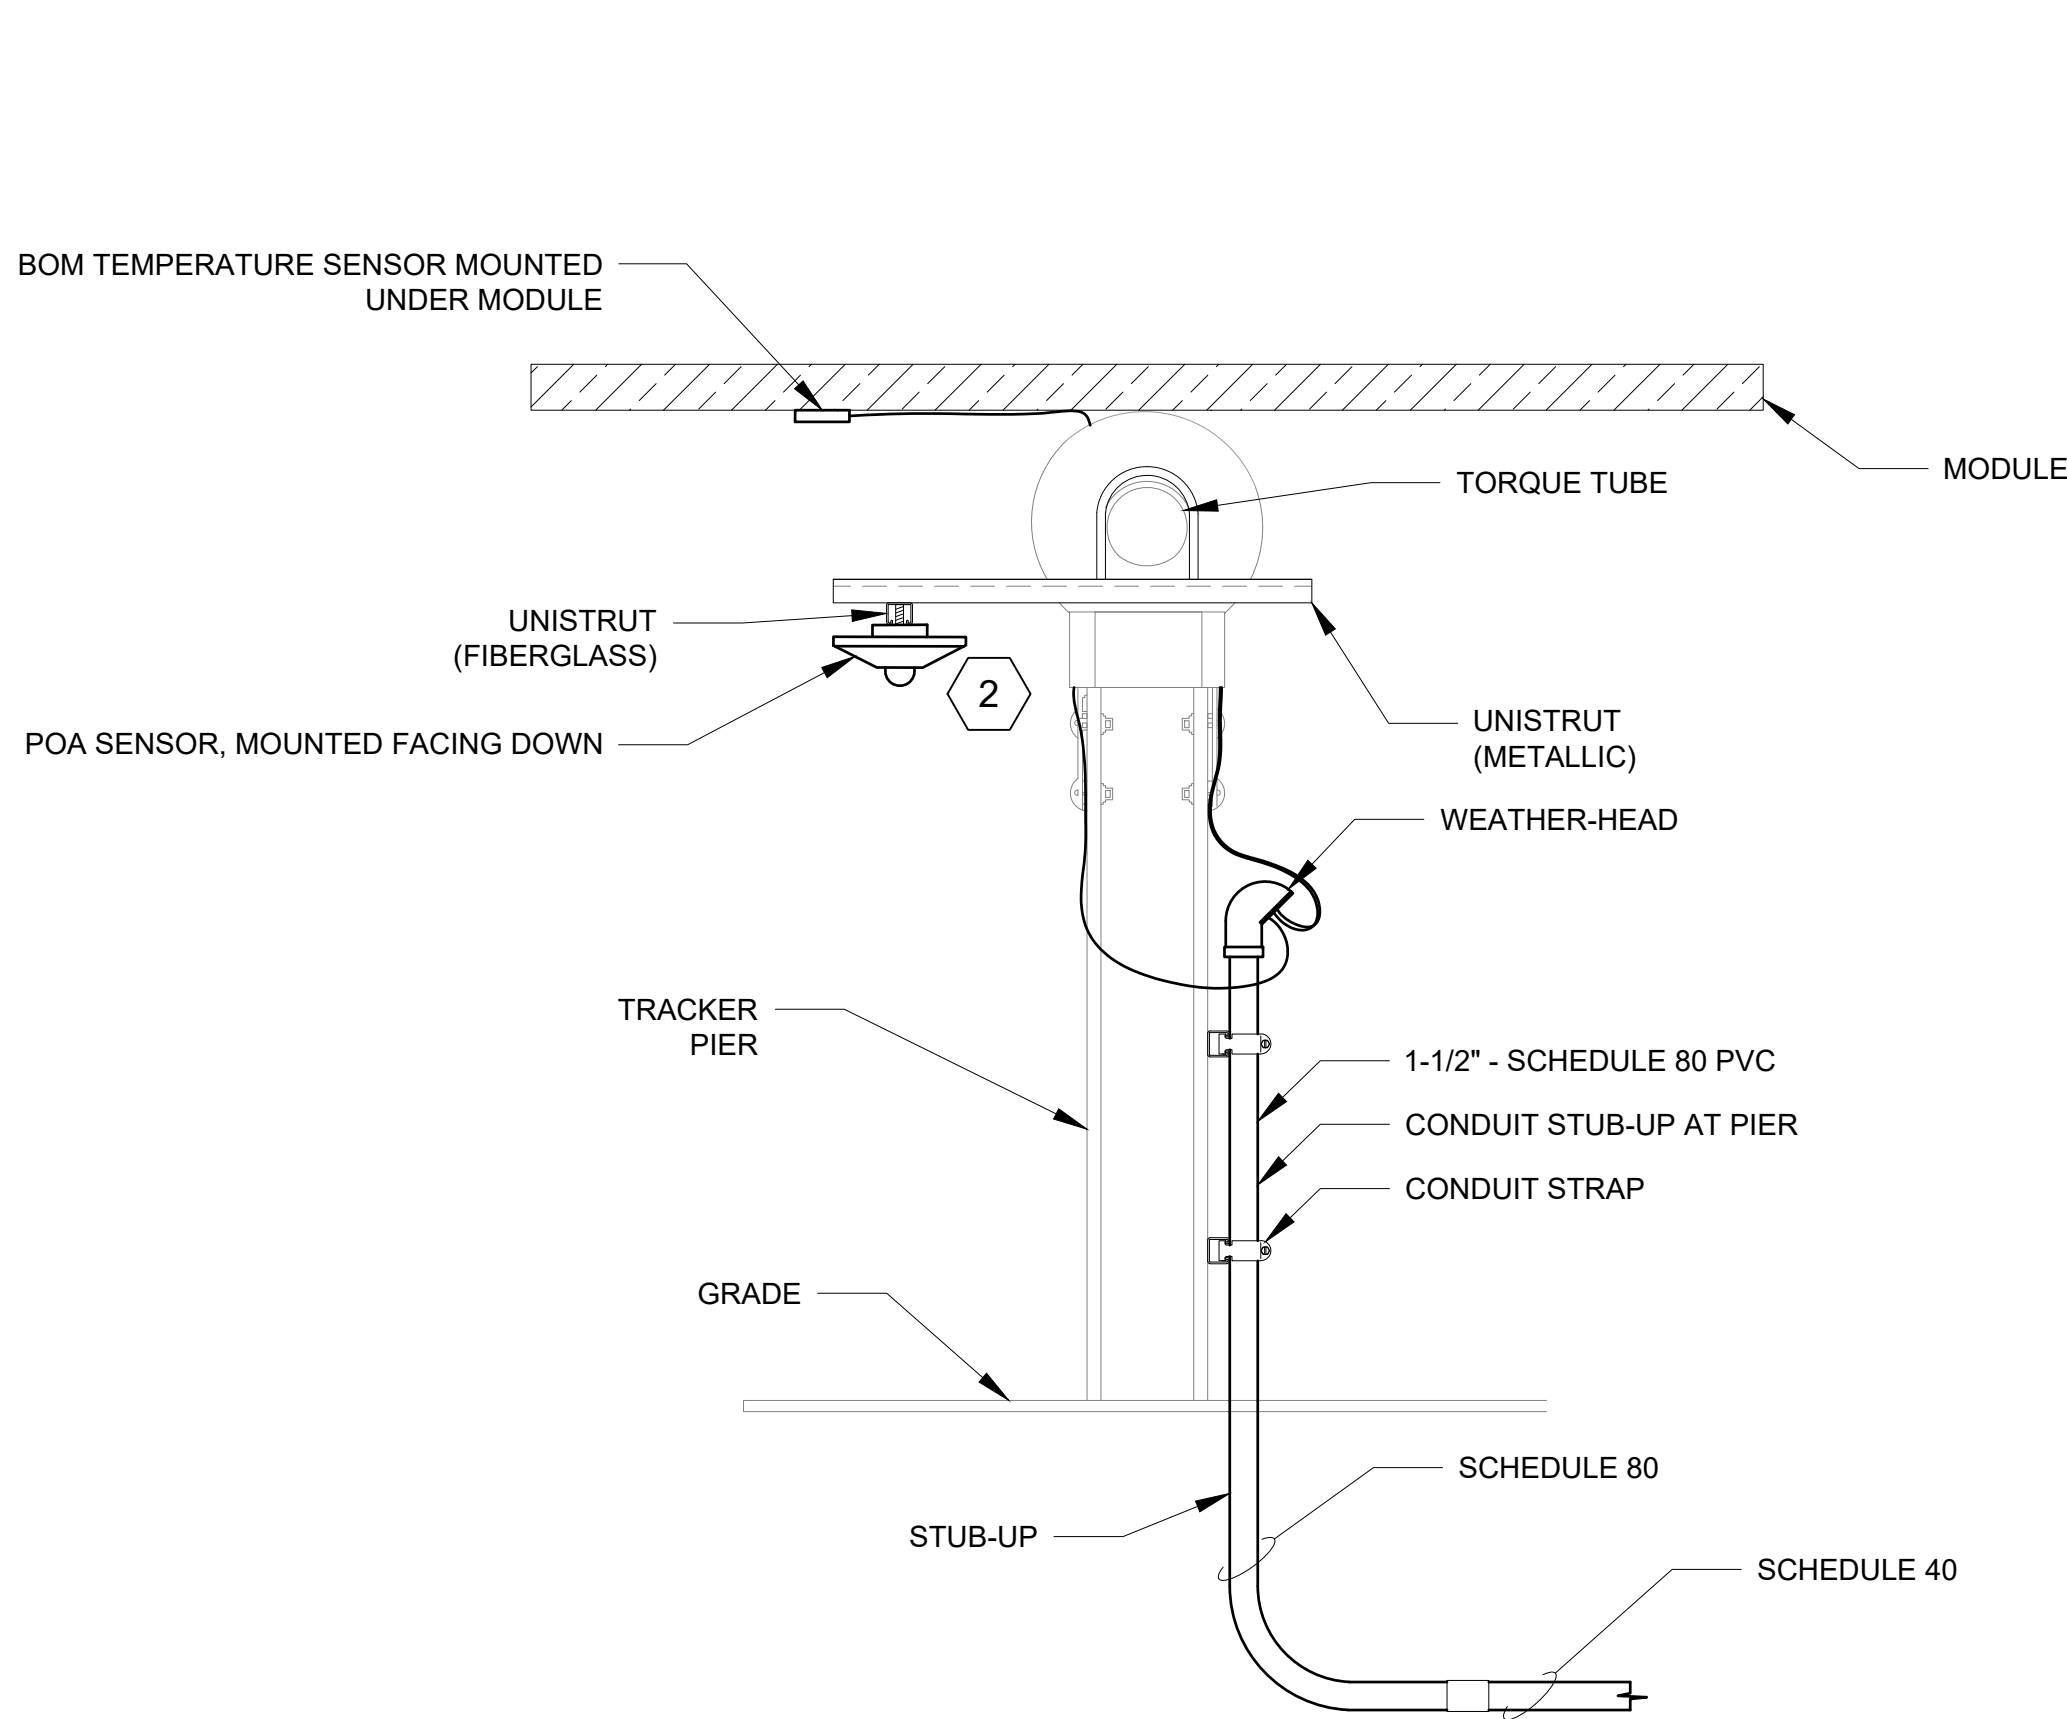 BOM TEMPERATURE SENSOR MOUNTED
UNDER MODULE
MODULE
TORQUE TUBE
UNISTRUT
(FIBERGLASS)
2
POA SENSOR, MOUNTED FACING DOWN
UNISTRUT
(METALLIC)
WEATHER-HEAD
TRACKER
PIER
1-1/2" - SCHEDULE 80 PVC
CONDUIT STUB-UP AT PIER
CONDUIT STRAP
GRADE
SCHEDULE 80
STUB-UP
SCHEDULE 40